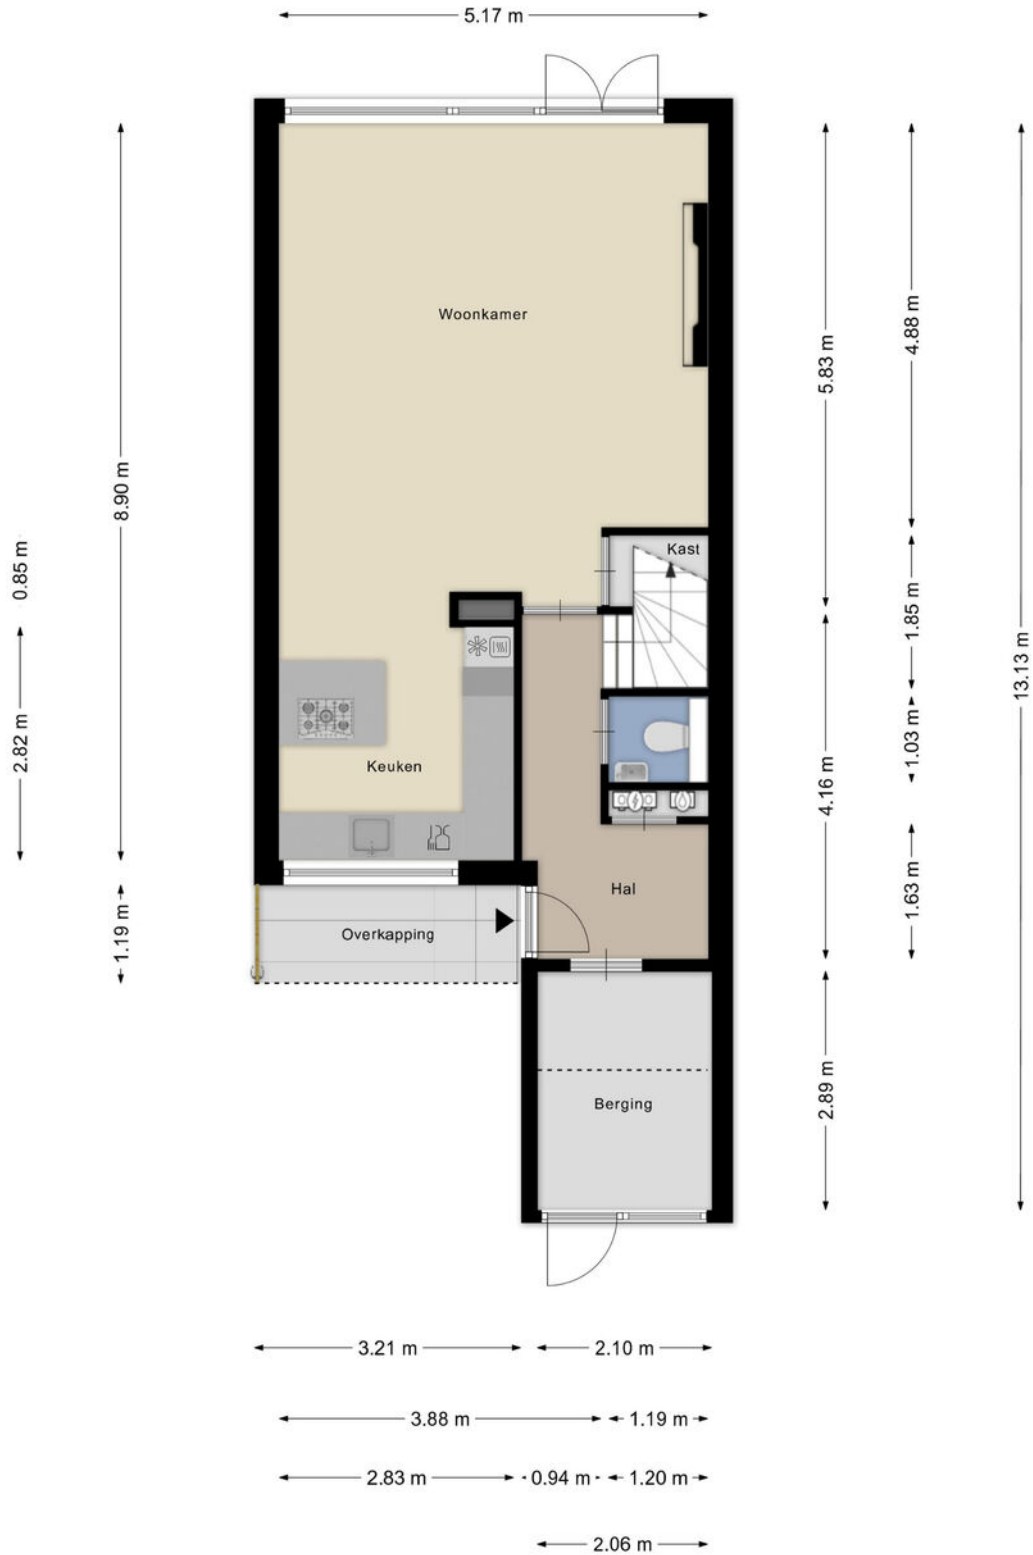 5.17 m
Woonkamer
8.90 m
5.83 m
4.88 m
13.13 m
0.85 m
2.82 m
Kast
1.85 m
1.03 m
4.16 m
Keuken
1.63 m
Hal
1.19 m
Overkapping
2.89 m
Berging
3.21 m
2.10 m
3.88 m
1.19 m
2.83 m
0.94 m
1.20 m
2.06 m